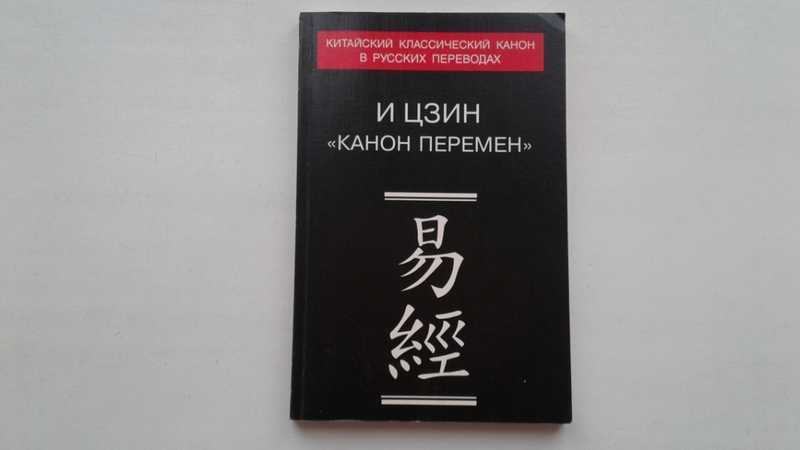 КИТАЙСКИЙ КЛАССИЧЕСКИЙ КАНОН
В РУССКИХ ПЕРЕВОДАХ
И ЦЗИН
«КАНОН ПЕРЕМЕН»
易
經